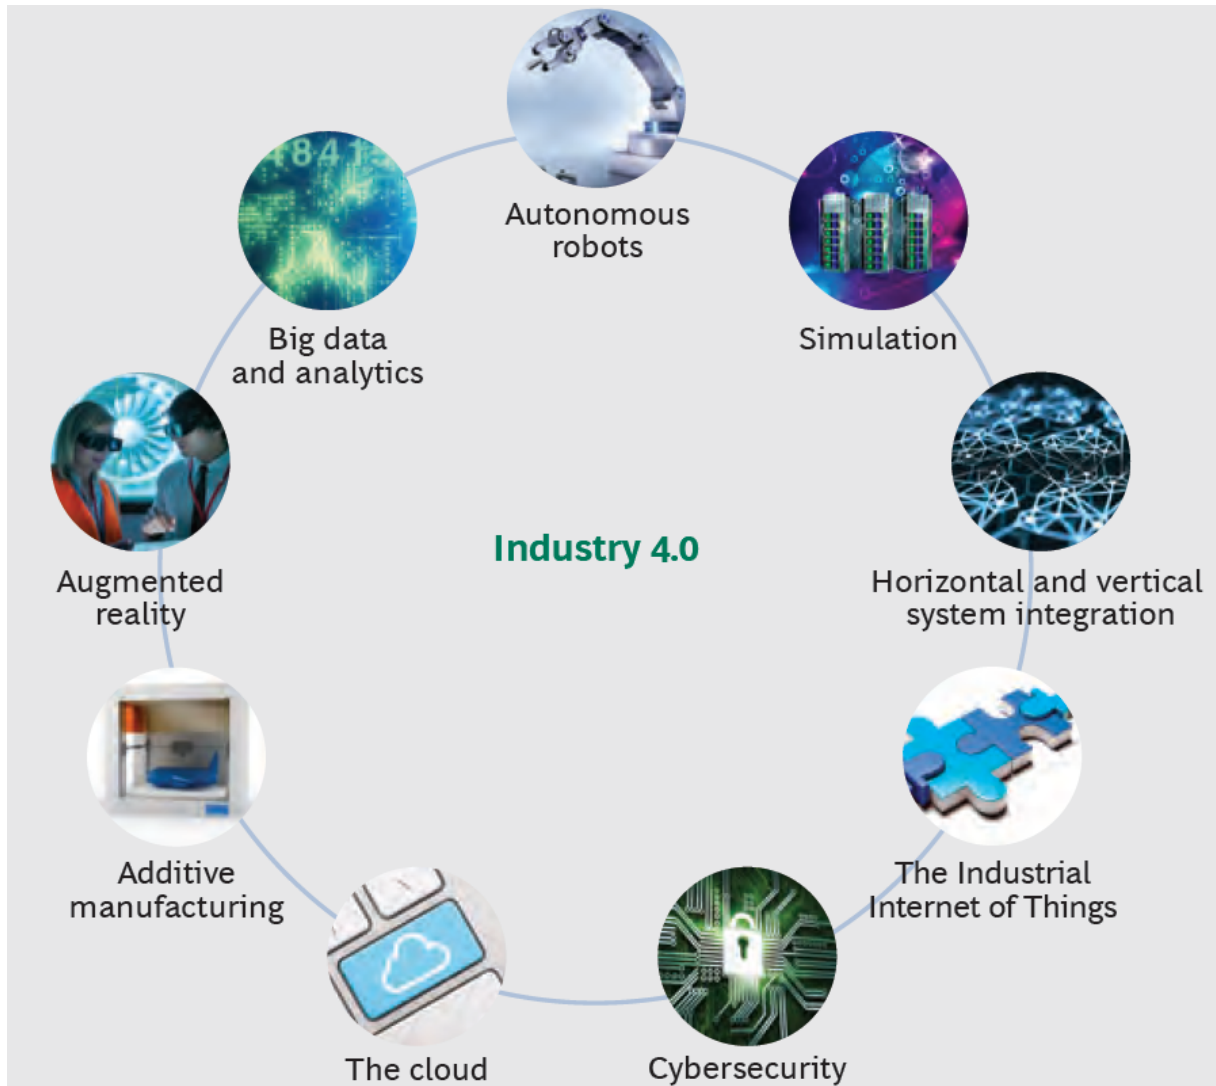 Autonomous
robots
Simulation
Horizontal and vertical
system integration
The Industrial
Internet of Things
Cybersecurity
The cloud
Additive
manufacturing
Augmented
reality
Big data
and analytics
Industry 4.0